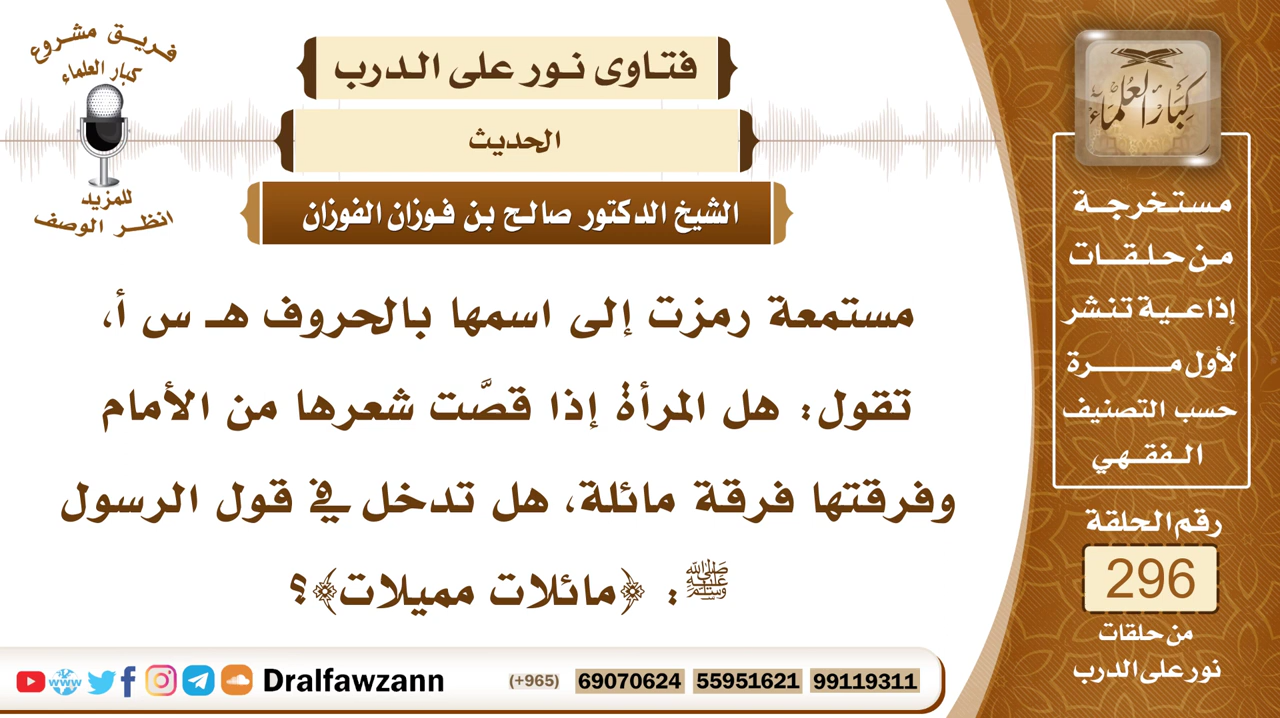 فريق مشروع
كبار العلماء
للمزيد
انظر الوصف
فتاوى نور على الدرب
الحديث
الشيخ الدكتور صالح بن فوزان الفوزان
مستمعة رمزت إلى اسمها بالحروف هـ س أ،
تقول: هل المرأة إذا قصَّت شعرها من الأمام
وفرقتها فرقة مائلة، هل تدخل في قول الرسول
ﷺ: ﴿مائلات مميلات﴾؟
كبار العلماء
مستخرجة
من حلقات
إذاعية تنشر
لأول مرة
حسب التصنيف
الفقهي
رقم الحلقة
296
من حلقات
نور على الدرب
www Dralfawzann (+965) 69070624 55951621 99119311